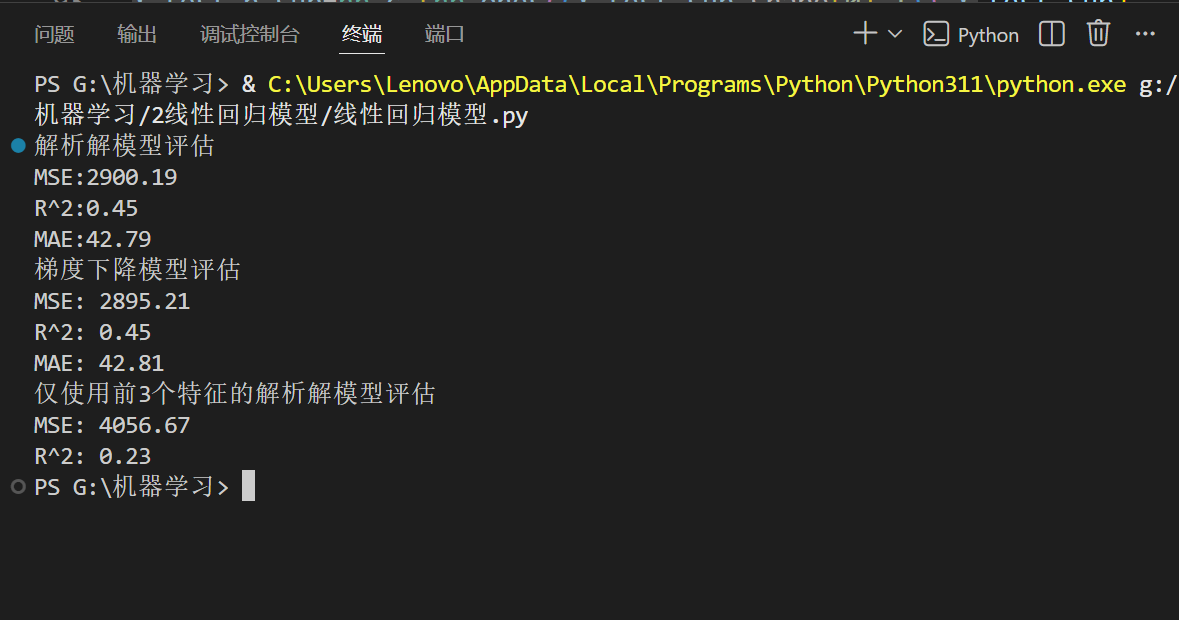 问题 输出 调试控制台 终端 端口 Python
PS G:\机器学习> & C:\Users\Lenovo\AppData\Local\Programs\Python\Python311\python.exe g:/
机器学习/2线性回归模型/线性回归模型.py
解析解模型评估
MSE:2900.19
R^2:0.45
MAE:42.79
梯度下降模型评估
MSE: 2895.21
R^2: 0.45
MAE: 42.81
仅使用前3个特征的解析解模型评估
MSE: 4056.67
R^2: 0.23
PS G:\机器学习>